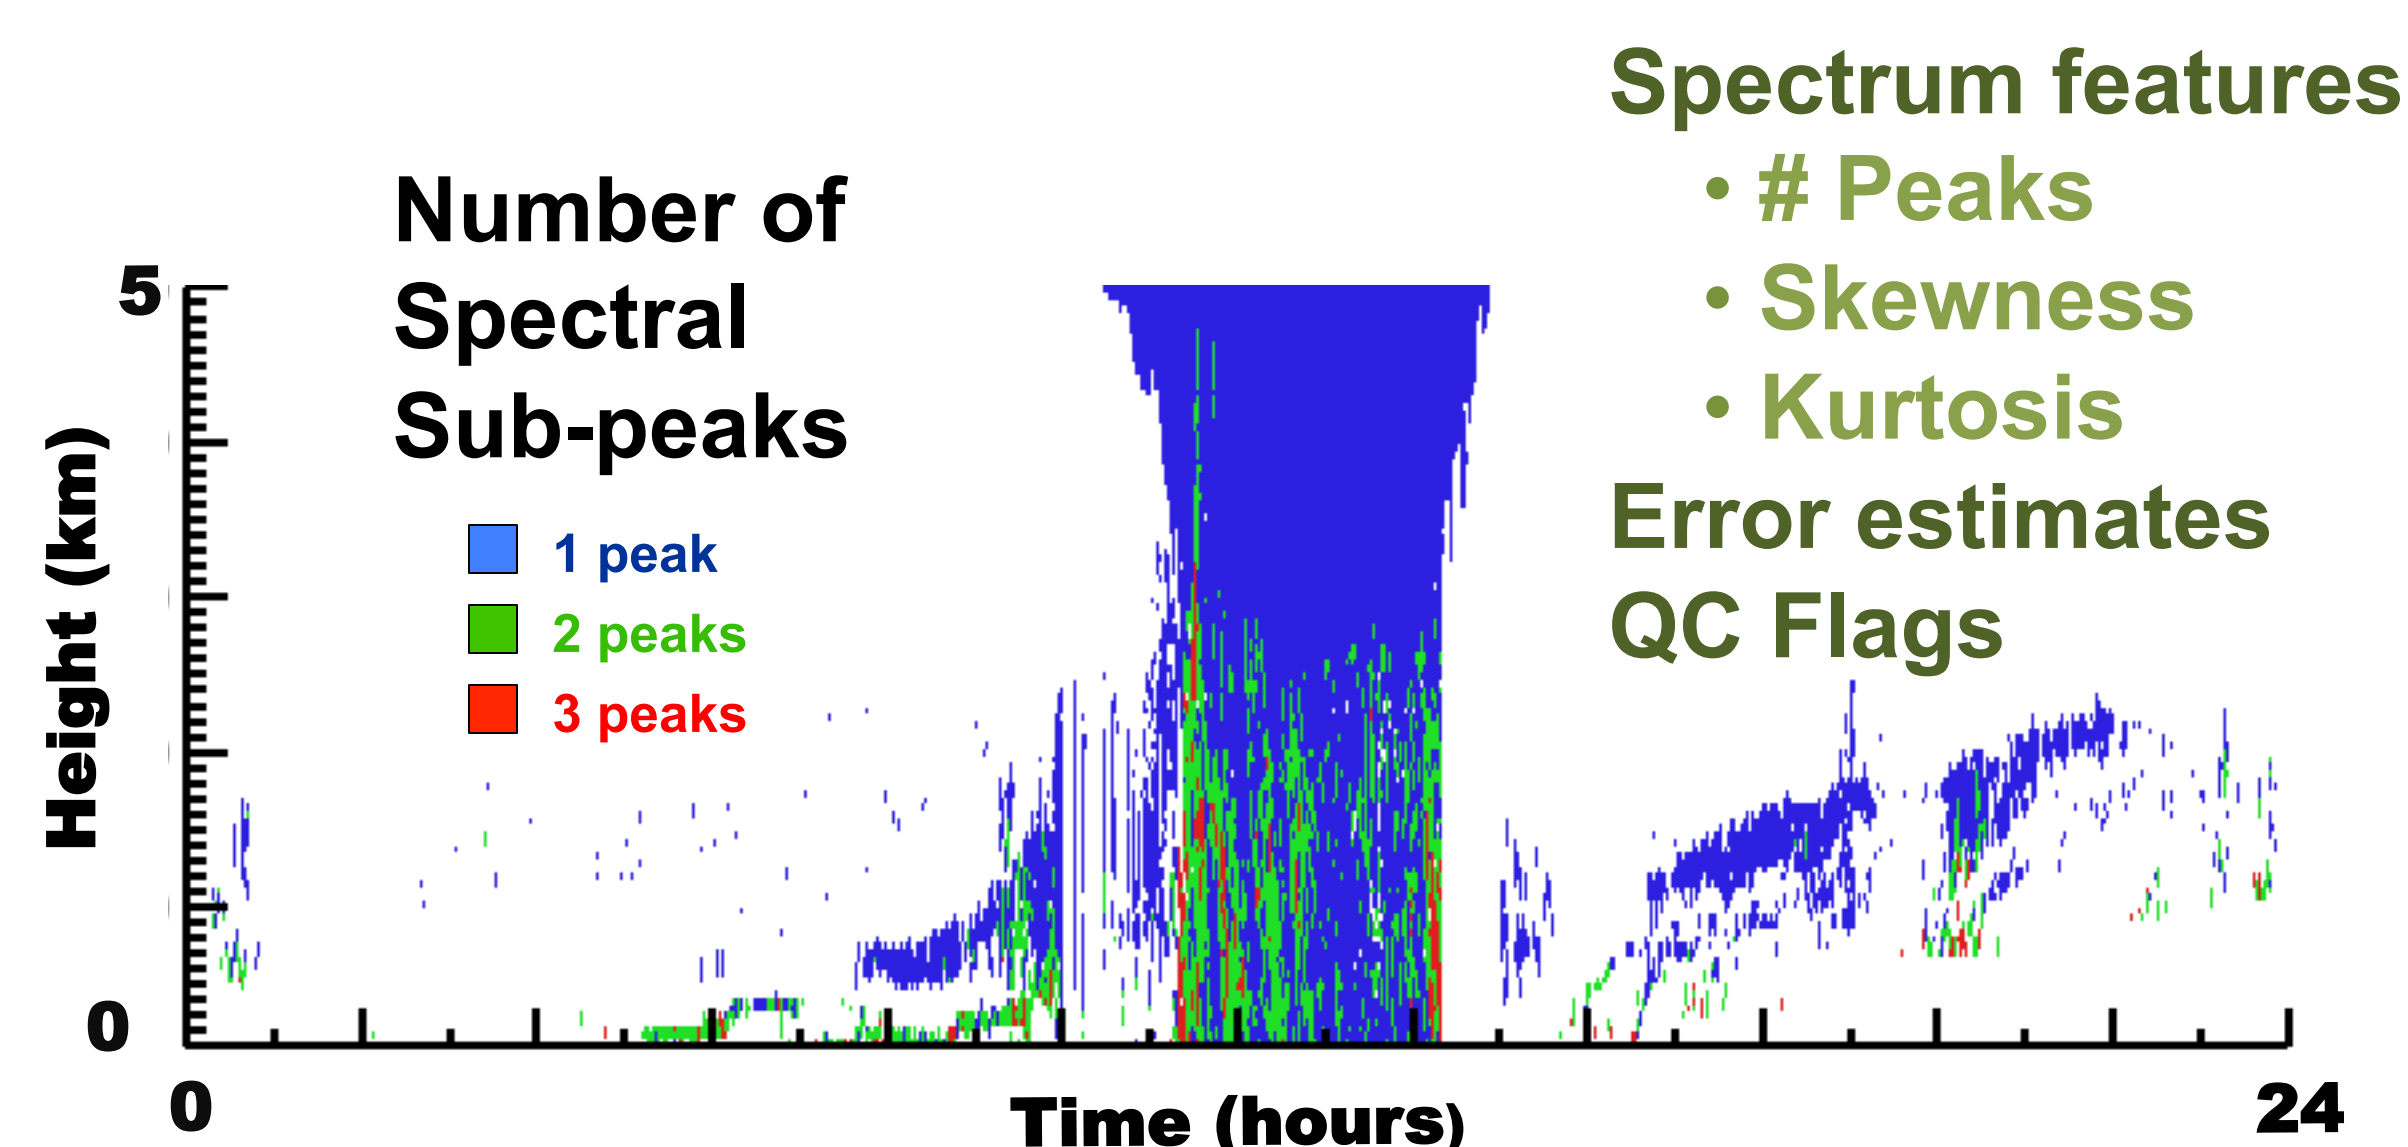 Spectrum features
• # Peaks
• Skewness
• Kurtosis
Error estimates
QC Flags
Number of
Spectral
Sub-peaks
1 peak
2 peaks
3 peaks
5
Height (km)
0
0
Time (hours)
24